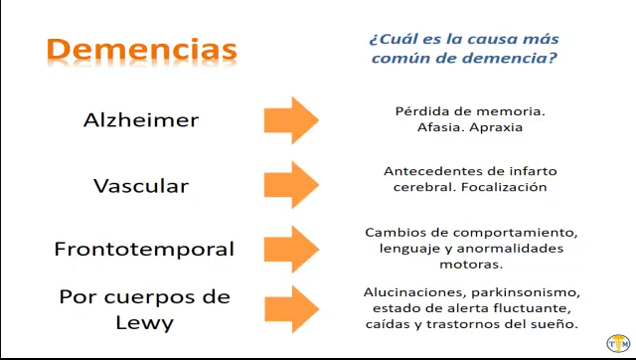 Demencias
¿Cuál es la causa más
común de demencia?
Alzheimer
Pérdida de memoria.
Afasia. Apraxia
Vascular
Antecedentes de infarto
cerebral. Focalización
Frontotemporal
Cambios de comportamiento,
lenguaje y anormalidades
motoras.
Por cuerpos de
Lewy
Alucinaciones, parkinsonismo,
estado de alerta fluctuante,
caídas y trastornos del sueño.
T M